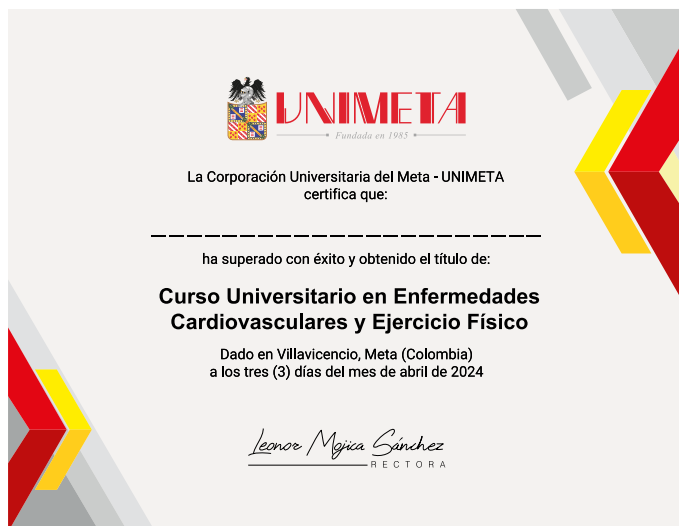 UNIMETA
Fundada en 1985
La Corporación Universitaria del Meta - UNIMETA
certifica que:
ha superado con éxito y obtenido el título de:
Curso Universitario en Enfermedades
Cardiovasculares y Ejercicio Físico
Dado en Villavicencio, Meta (Colombia)
a los tres (3) días del mes de abril de 2024
Leonor Mojica Sánchez
RECTORA